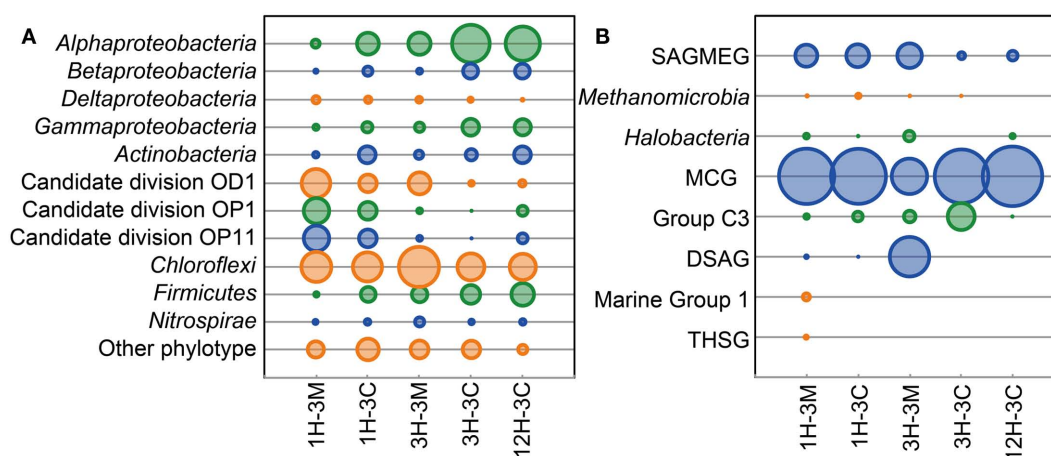 A
Alphaproteobacteria
Betaproteobacteria
Deltaproteobacteria
Gammaproteobacteria
Actinobacteria
Candidate division OD1
Candidate division OP1
Candidate division OP11
Chloroflexi
Firmicutes
Nitrospirae
Other phylotype
1H-3M
1H-3C
3H-3M
3H-3C
12H-3C
B
SAGMEG
Methanomicrobia
Halobacteria
MCG
Group C3
DSAG
Marine Group 1
THSG
1H-3M
1H-3C
3H-3M
3H-3C
12H-3C